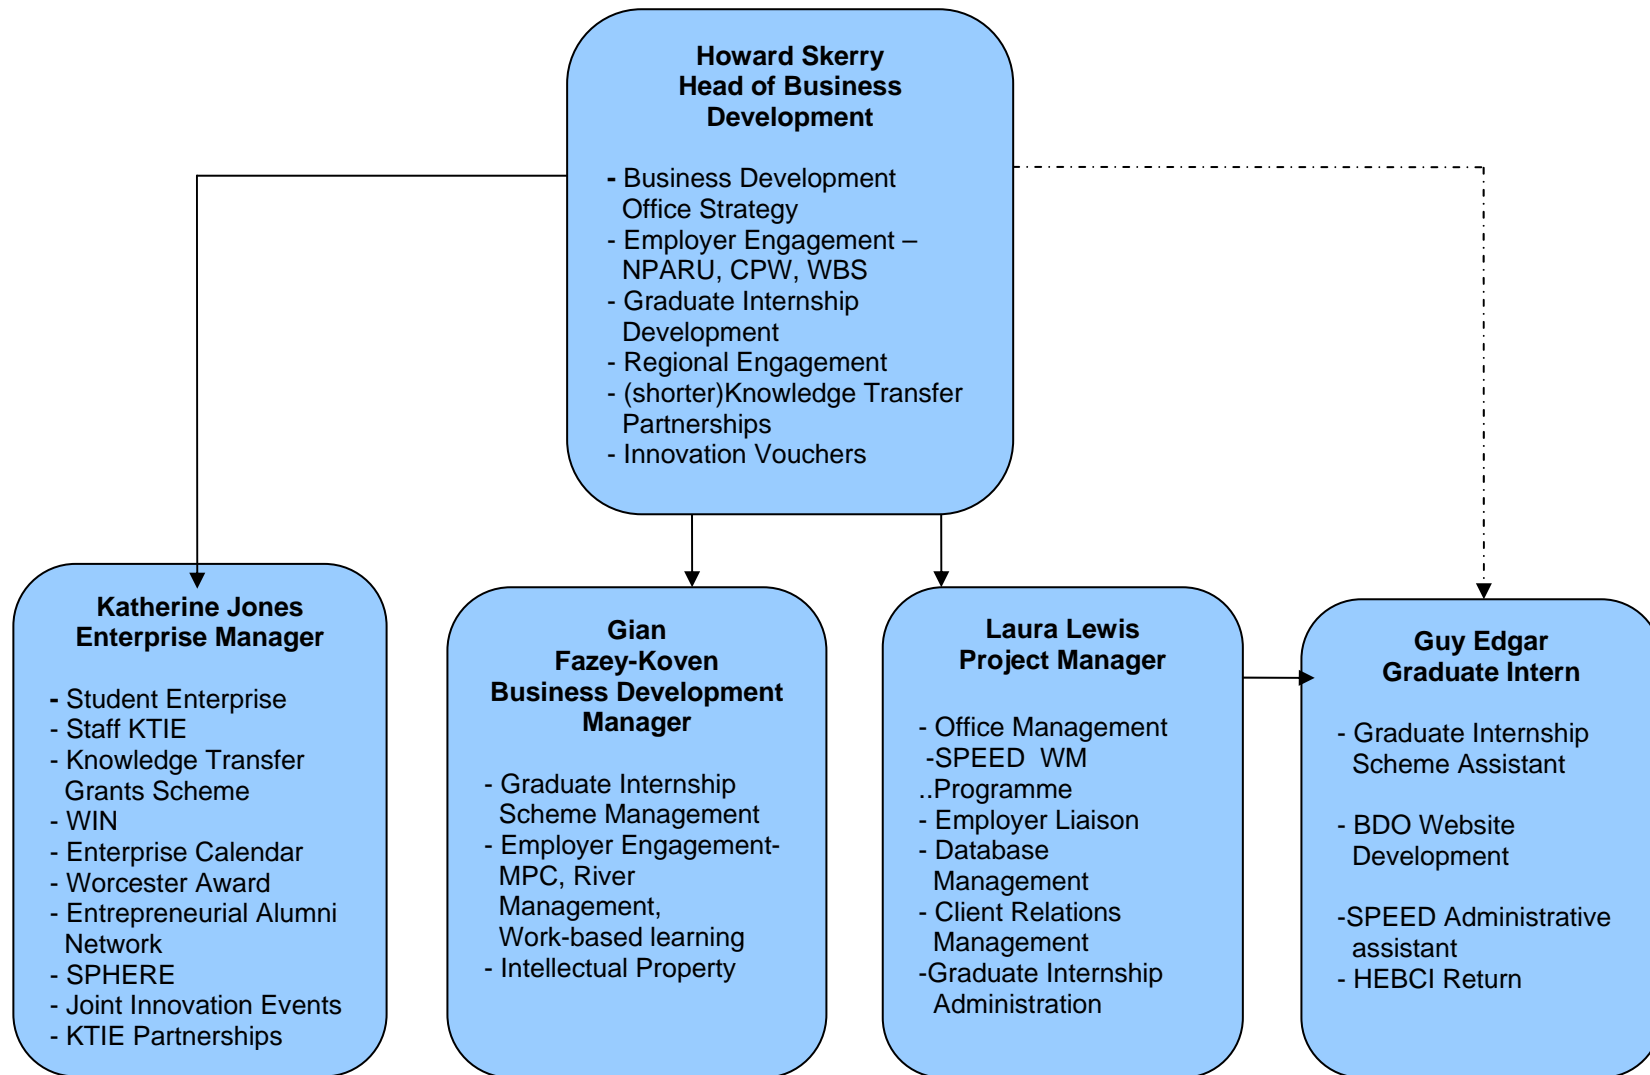 Howard Skerry
Head of Business
Development
- Business Development
Office Strategy
- Employer Engagement –
NPARU, CPW, WBS
- Graduate Internship
Development
- Regional Engagement
- (shorter)Knowledge Transfer
Partnerships
- Innovation Vouchers
Katherine Jones
Enterprise Manager
- Student Enterprise
- Staff KTIE
- Knowledge Transfer
Grants Scheme
- WIN
- Enterprise Calendar
- Worcester Award
- Entrepreneurial Alumni
Network
- SPHERE
- Joint Innovation Events
- KTIE Partnerships
Gian
Fazey-Koven
Business Development
Manager
- Graduate Internship
Scheme Management
- Employer Engagement-
MPC, River
Management,
Work-based learning
- Intellectual Property
Laura Lewis
Project Manager
- Office Management
-SPEED  WM
..Programme
- Employer Liaison
- Database
Management
- Client Relations
Management
-Graduate Internship
Administration
Guy Edgar
Graduate Intern
- Graduate Internship
Scheme Assistant
- BDO Website
Development
-SPEED Administrative
assistant
- HEBCI Return